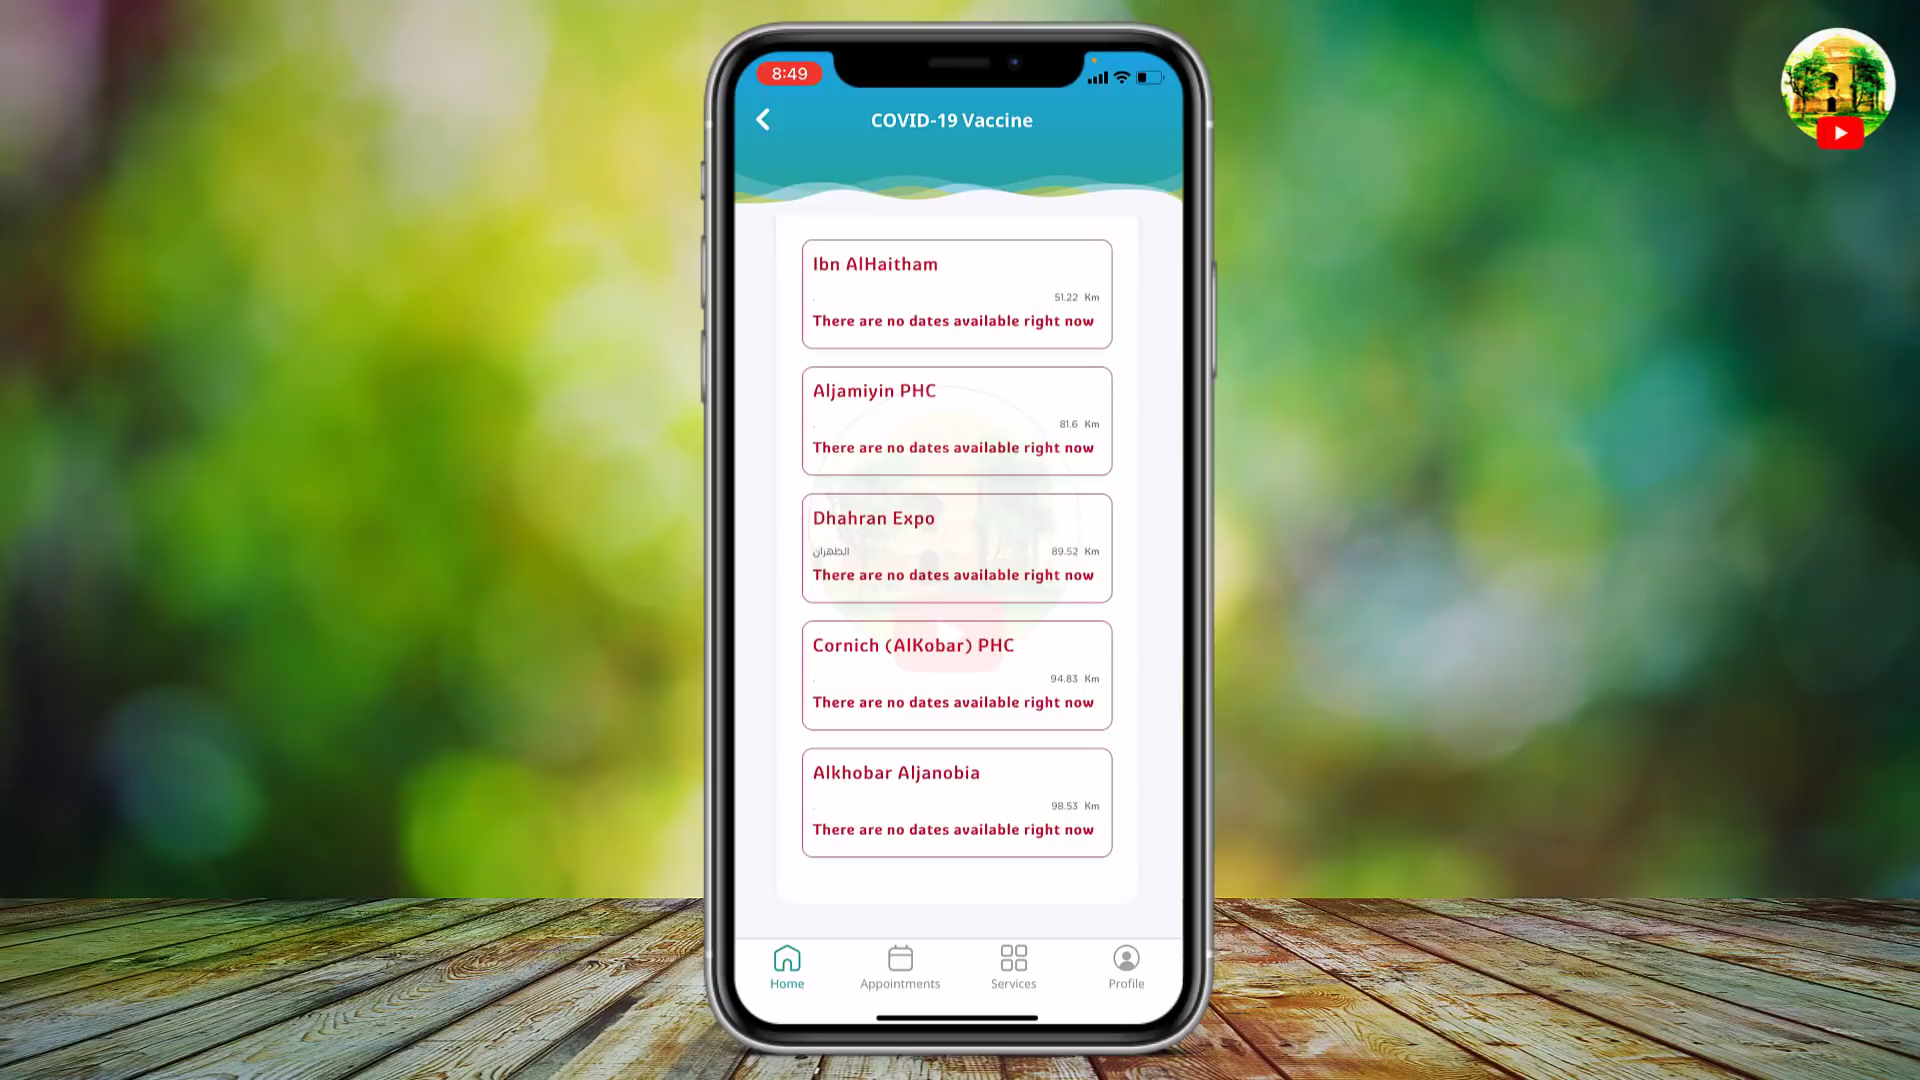 8:49
COVID-19 Vaccine
Ibn AlHaitham
. 51.22 Km
There are no dates available right now
Aljamiyin PHC
. 81.6 Km
There are no dates available right now
Dhahran Expo
الظهران 89.52 Km
There are no dates available right now
Cornich (AlKobar) PHC
. 94.83 Km
There are no dates available right now
Alkhobar Aljanobia
. 98.53 Km
There are no dates available right now
Home Appointments Services Profile